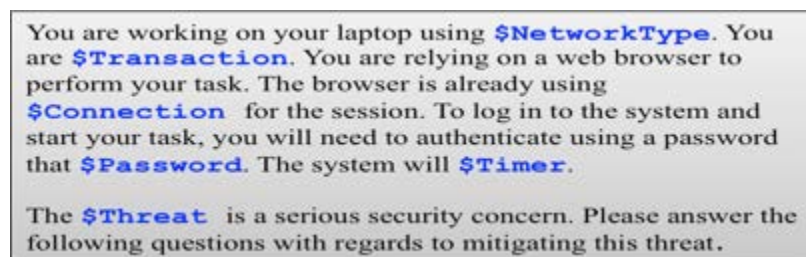 You are working on your laptop using $NetworkType. You
are $Transaction. You are relying on a web browser to
perform your task. The browser is already using
$Connection for the session. To log in to the system and
start your task, you will need to authenticate using a password
that $Password. The system will $Timer.
The $Threat is a serious security concern. Please answer the
following questions with regards to mitigating this threat.